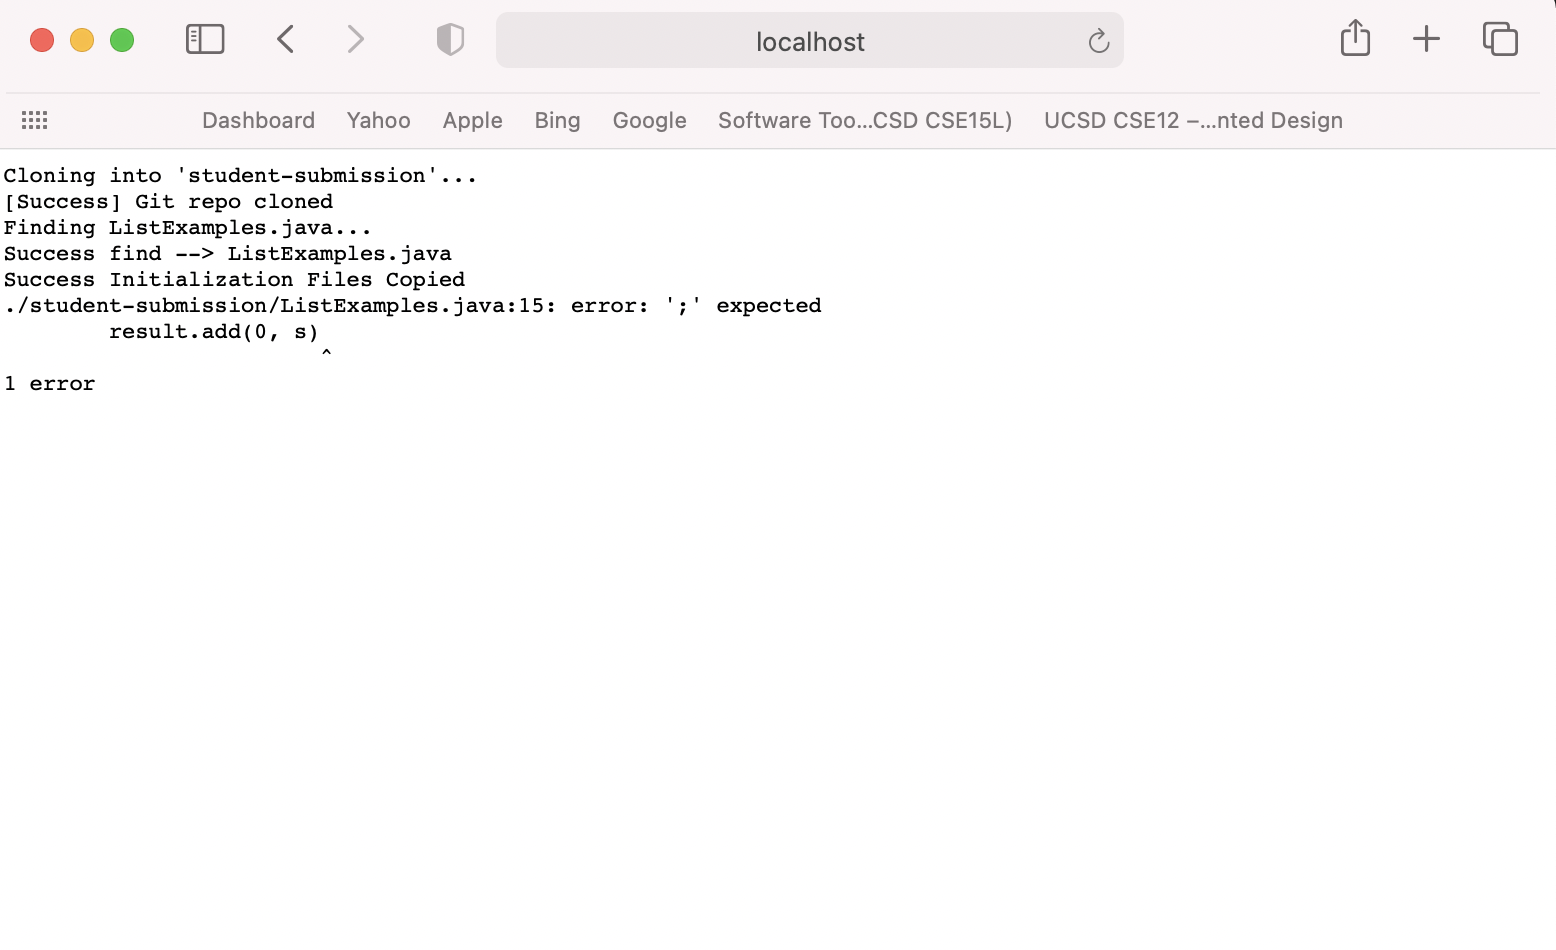 localhost
Dashboard Yahoo Apple Bing Google Software Too...CSD CSE15L) UCSD CSE12 –...nted Design
Cloning into 'student-submission'...
[Success] Git repo cloned
Finding ListExamples.java...
Success find --> ListExamples.java
Success Initialization Files Copied
./student-submission/ListExamples.java:15: error: ';' expected
        result.add(0, s)
                        ^
1 error